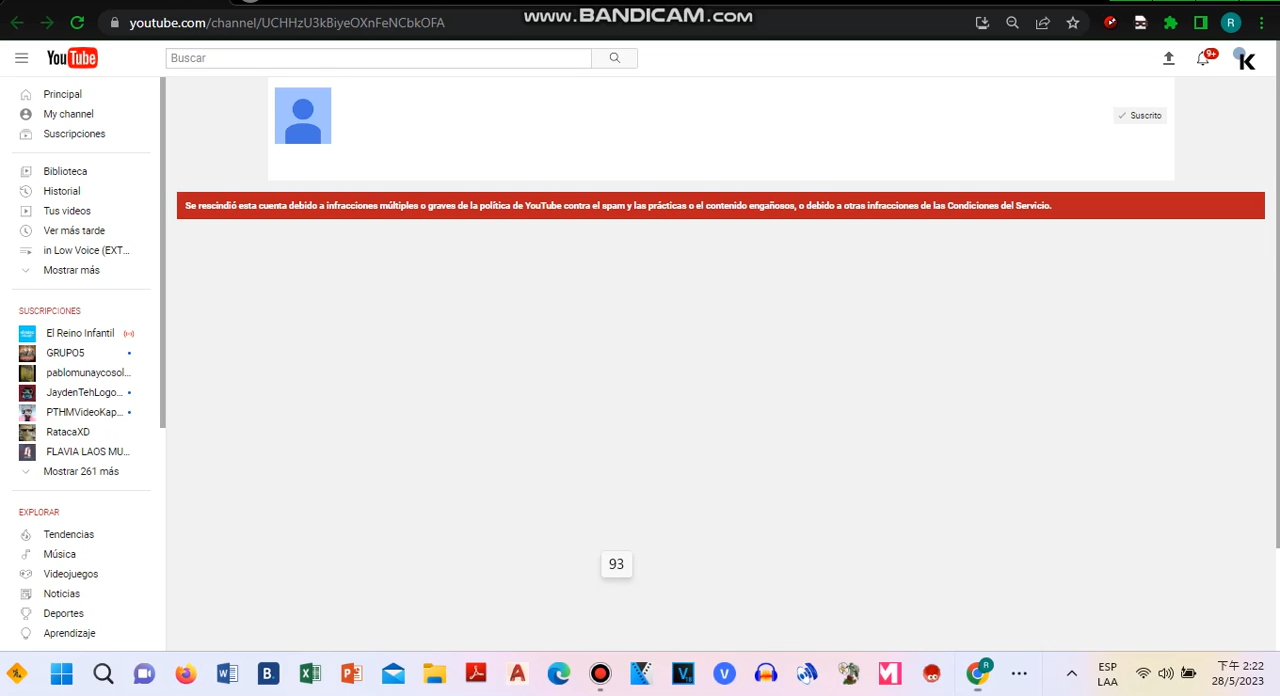 youtube.com/channel/UCHHzU3kBiyeOXnFeNCbkOFA
www.BANDICAM.com
R
YouTube
Buscar
9+
K
Principal
My channel
Suscripciones
Suscrito
Biblioteca
Historial
Tus videos
Ver más tarde
in Low Voice (EXT...
Mostrar más
Se rescindió esta cuenta debido a infracciones múltiples o graves de la política de YouTube contra el spam y las prácticas o el contenido engañosos, o debido a otras infracciones de las Condiciones del Servicio.
SUSCRIPCIONES
El Reino Infantil
GRUPO5
pablomunaycosol...
JaydenTehLogo...
PTHMVideoKap...
RatacaXD
FLAVIA LAOS MU...
Mostrar 261 más
EXPLORAR
Tendencias
Música
Videojuegos
Noticias
Deportes
Aprendizaje
93
ESP
LAA
下午 2:22
28/5/2023